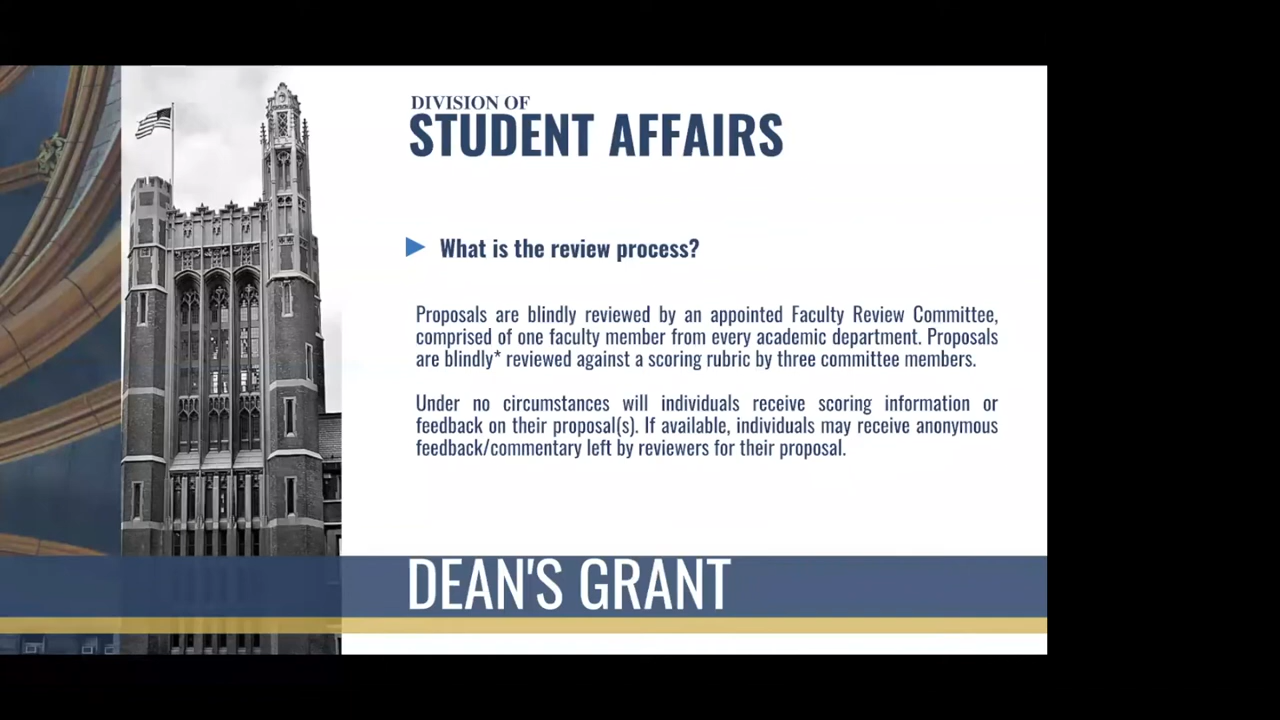 DIVISION OF
STUDENT AFFAIRS
What is the review process?
Proposals are blindly reviewed by an appointed Faculty Review Committee,
comprised of one faculty member from every academic department. Proposals
are blindly* reviewed against a scoring rubric by three committee members.
Under no circumstances will individuals receive scoring information or
feedback on their proposal(s). If available, individuals may receive anonymous
feedback/commentary left by reviewers for their proposal.
DEAN'S GRANT